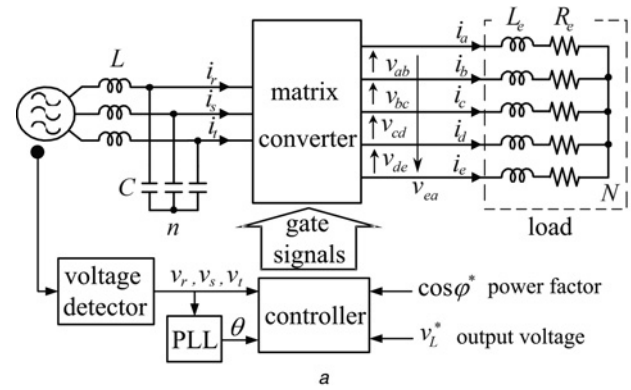 L
i_r
i_s
i_t
C
n
matrix
converter
i_a
v_ab
i_b
v_bc
i_c
v_cd
i_d
v_de
i_e
v_ea
L_e
R_e
N
load
gate
signals
voltage
detector
v_r , v_s , v_t
PLL
θ
controller
cosφ* power factor
v_L* output voltage
a